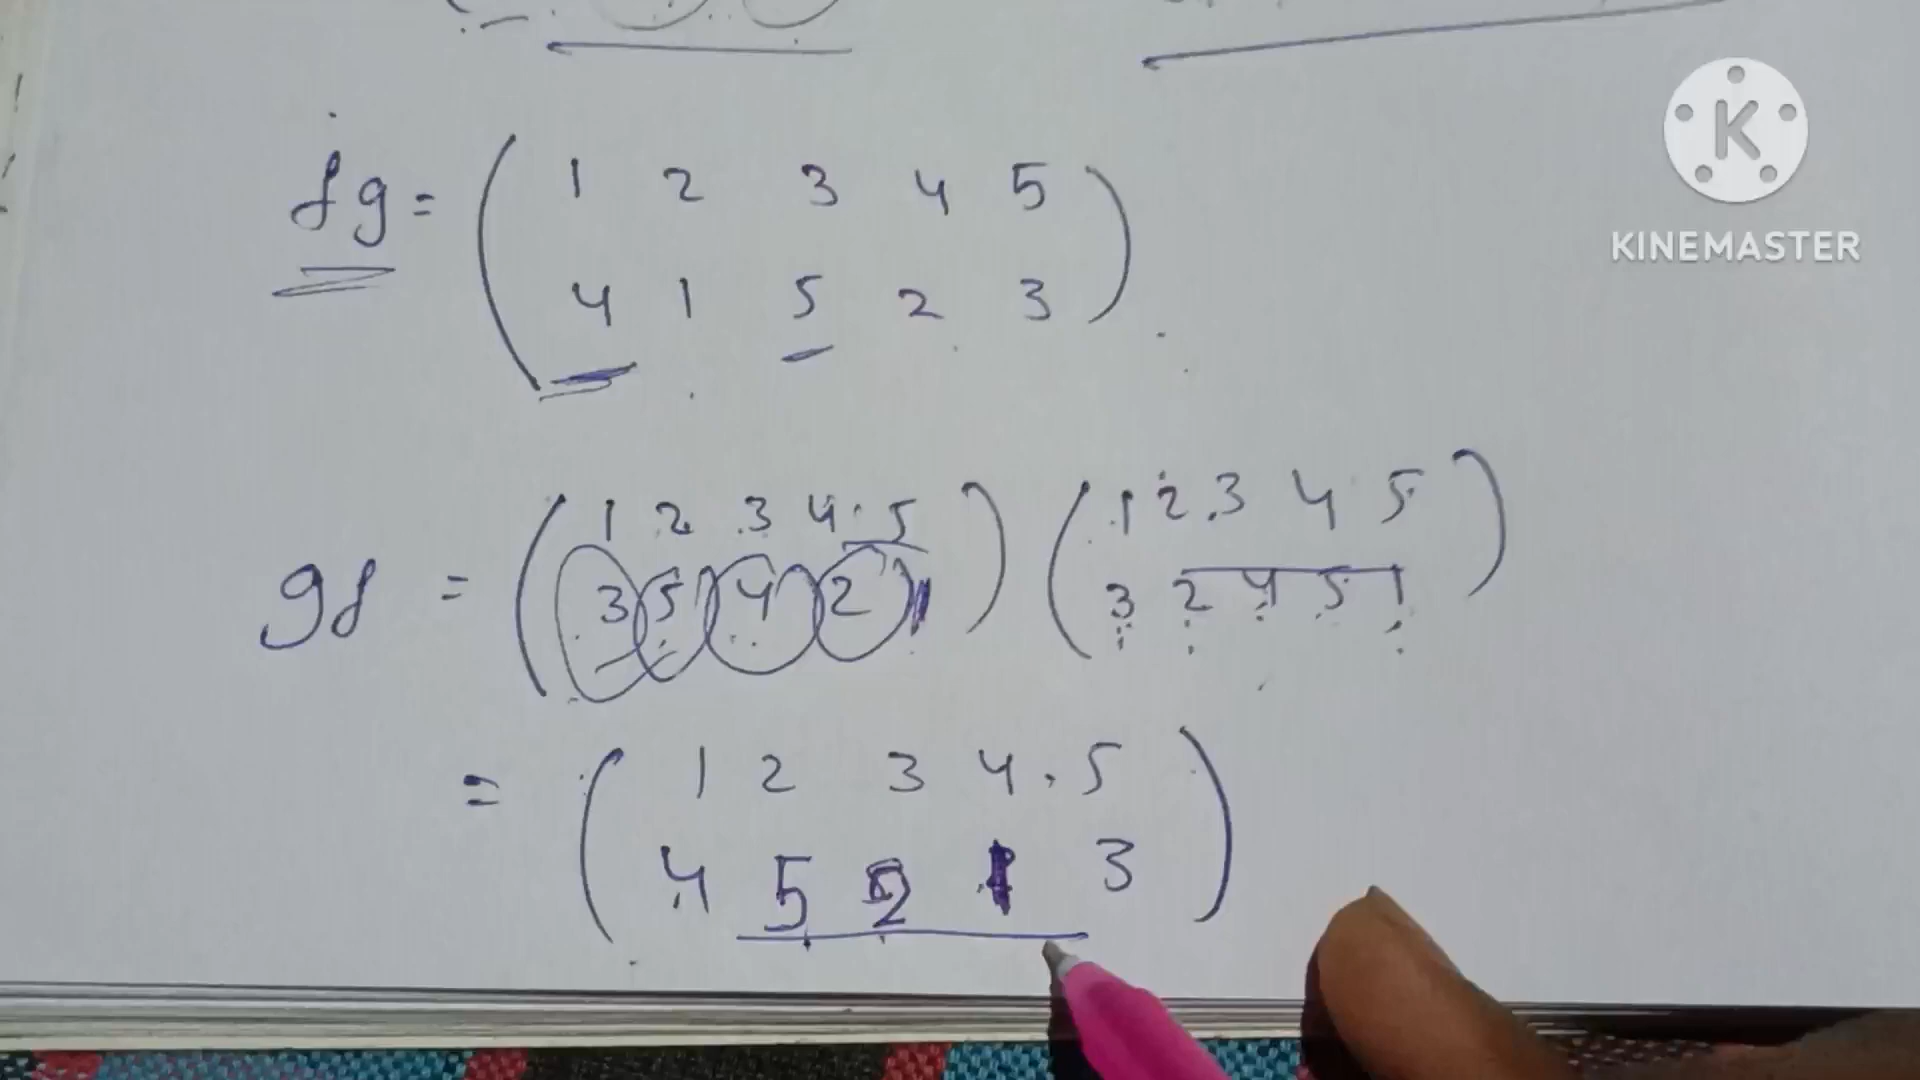 fg = ( 1 2 3 4 5 )
( 4 1 5 2 3 )
K
KINEMASTER
( 1 2 3 4 5 ) ( 1 2 3 4 5 )
gf = ( 3 5 4 2 1 ) ( 3 2 4 5 1 )
= ( 1 2 3 4 5 )
( 4 5 2 1 3 )